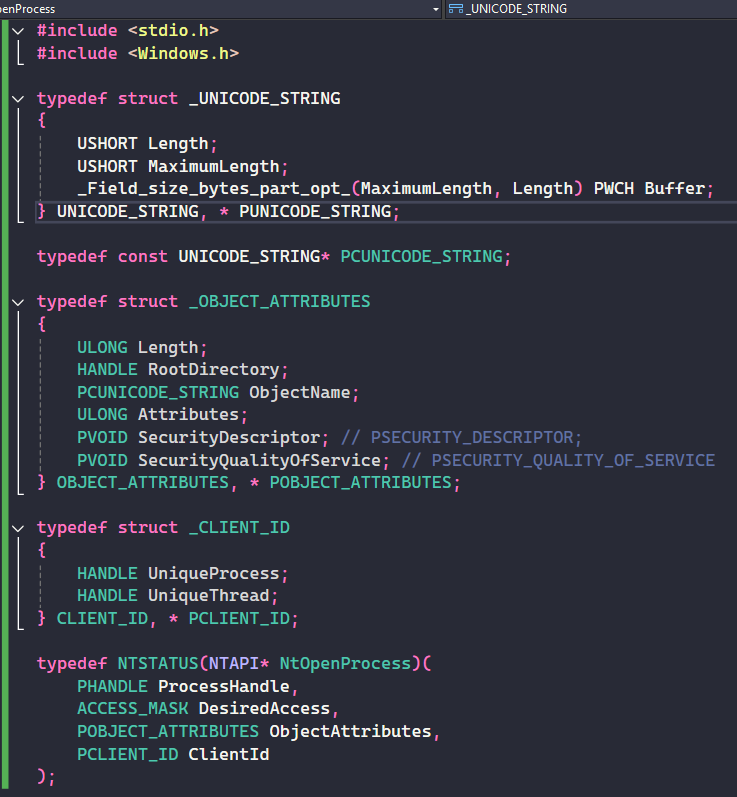 enProcess
_UNICODE_STRING
#include <stdio.h>
#include <Windows.h>
typedef struct _UNICODE_STRING
{
    USHORT Length;
    USHORT MaximumLength;
    _Field_size_bytes_part_opt_(MaximumLength, Length) PWCH Buffer;
} UNICODE_STRING, * PUNICODE_STRING;
typedef const UNICODE_STRING* PCUNICODE_STRING;
typedef struct _OBJECT_ATTRIBUTES
{
    ULONG Length;
    HANDLE RootDirectory;
    PCUNICODE_STRING ObjectName;
    ULONG Attributes;
    PVOID SecurityDescriptor; // PSECURITY_DESCRIPTOR;
    PVOID SecurityQualityOfService; // PSECURITY_QUALITY_OF_SERVICE
} OBJECT_ATTRIBUTES, * POBJECT_ATTRIBUTES;
typedef struct _CLIENT_ID
{
    HANDLE UniqueProcess;
    HANDLE UniqueThread;
} CLIENT_ID, * PCLIENT_ID;
typedef NTSTATUS(NTAPI* NtOpenProcess)(
    PHANDLE ProcessHandle,
    ACCESS_MASK DesiredAccess,
    POBJECT_ATTRIBUTES ObjectAttributes,
    PCLIENT_ID ClientId
);